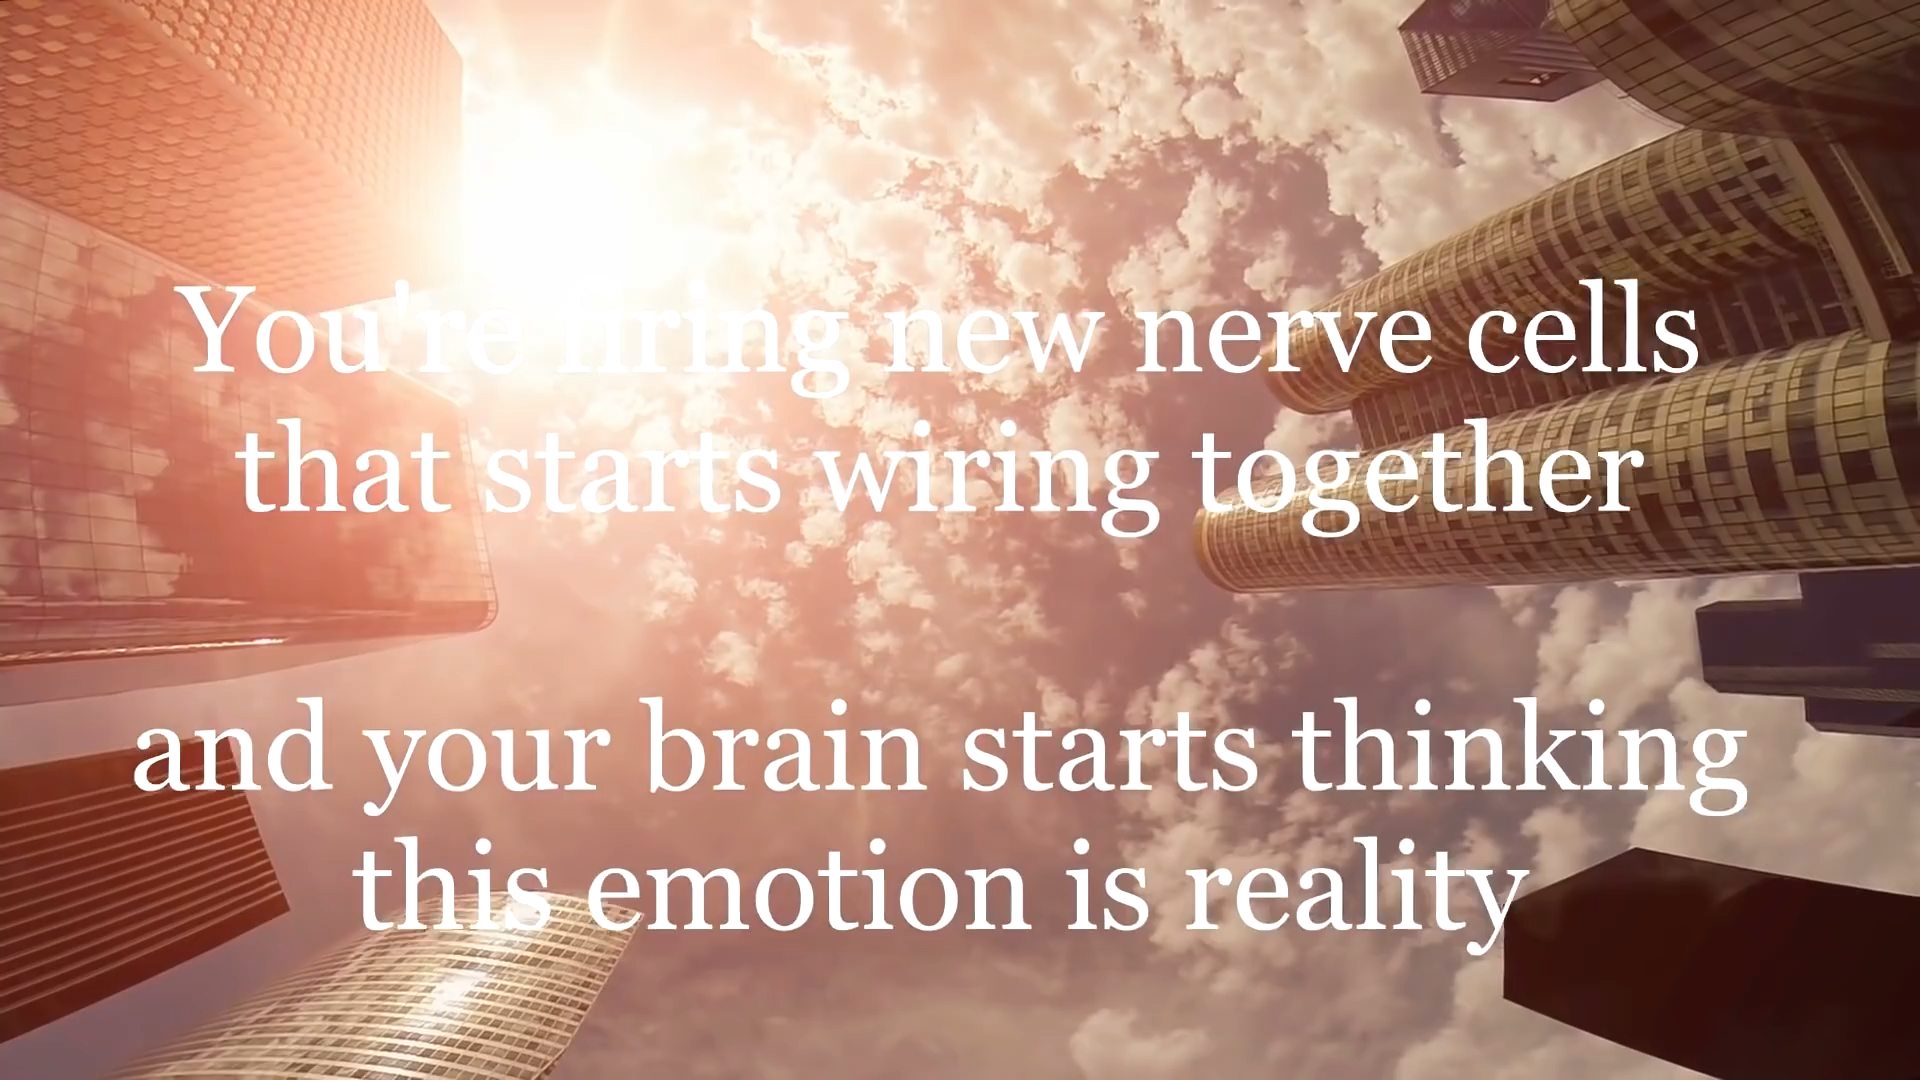 You're firing new nerve cells
that starts wiring together
and your brain starts thinking
this emotion is reality